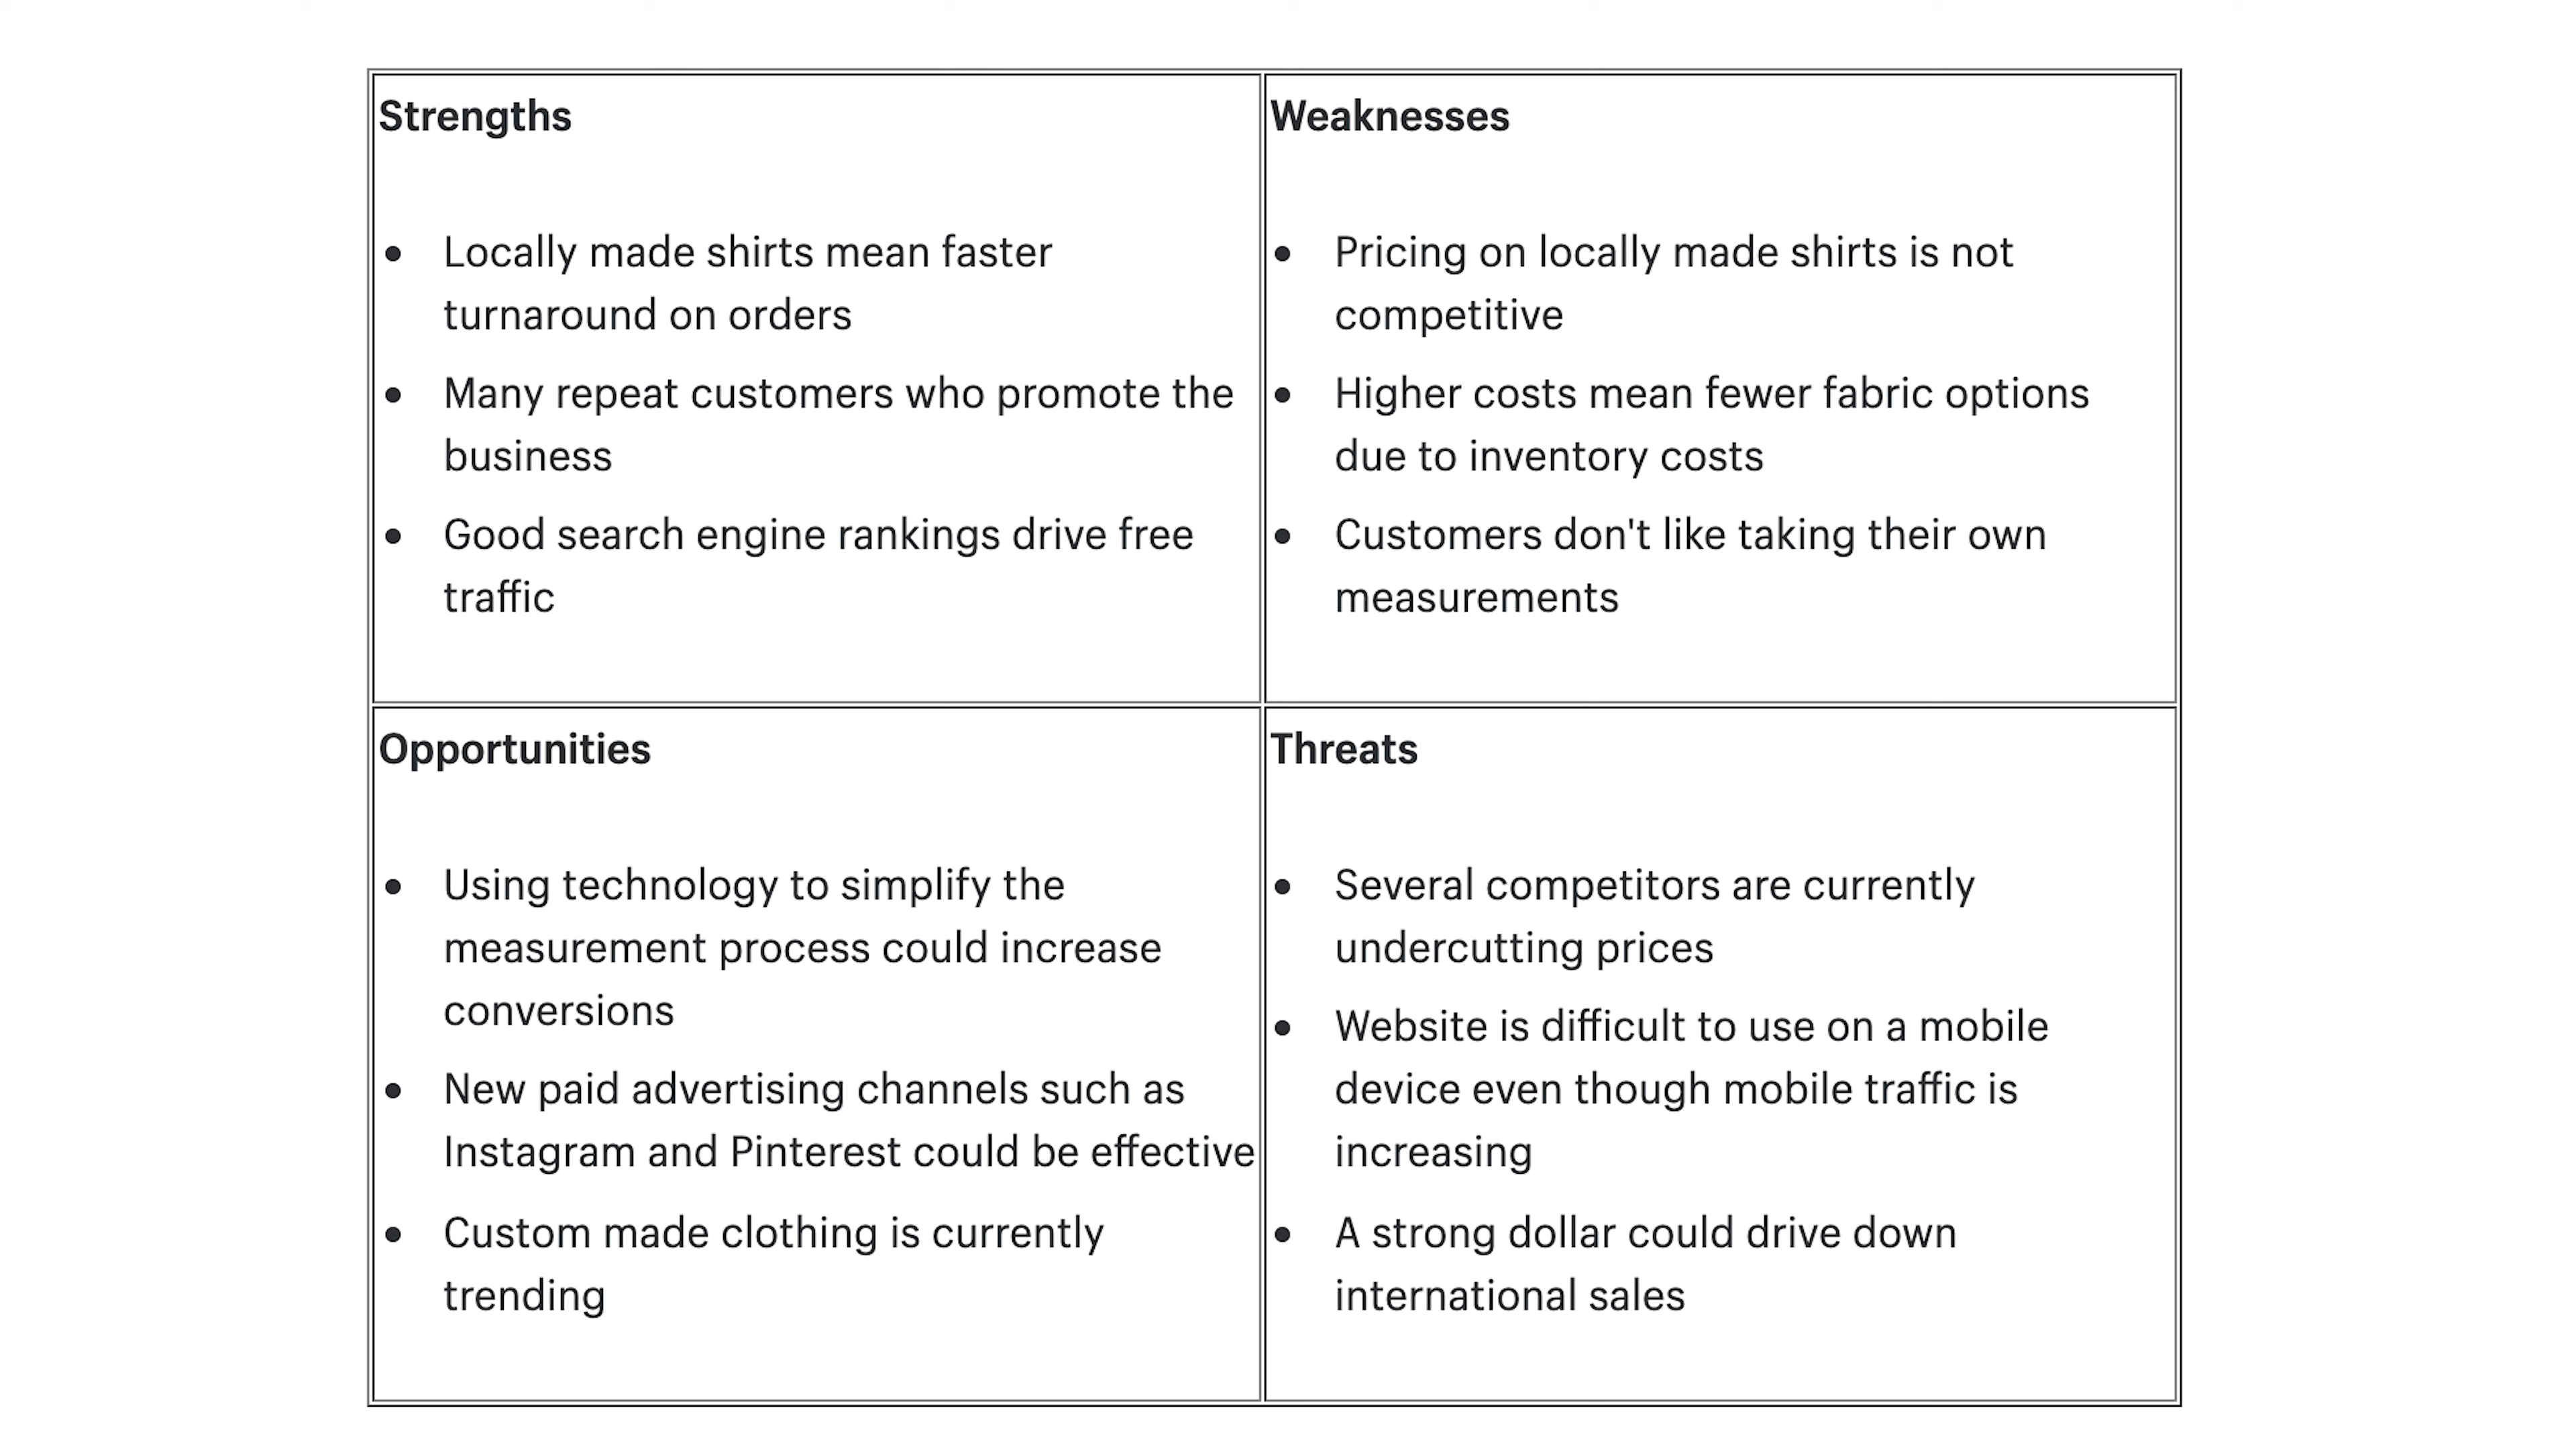 Strengths
Locally made shirts mean faster
turnaround on orders
Many repeat customers who promote the
business
Good search engine rankings drive free
traffic
Weaknesses
Pricing on locally made shirts is not
competitive
Higher costs mean fewer fabric options
due to inventory costs
Customers don't like taking their own
measurements
Opportunities
Using technology to simplify the
measurement process could increase
conversions
New paid advertising channels such as
Instagram and Pinterest could be effective
Custom made clothing is currently
trending
Threats
Several competitors are currently
undercutting prices
Website is difficult to use on a mobile
device even though mobile traffic is
increasing
A strong dollar could drive down
international sales